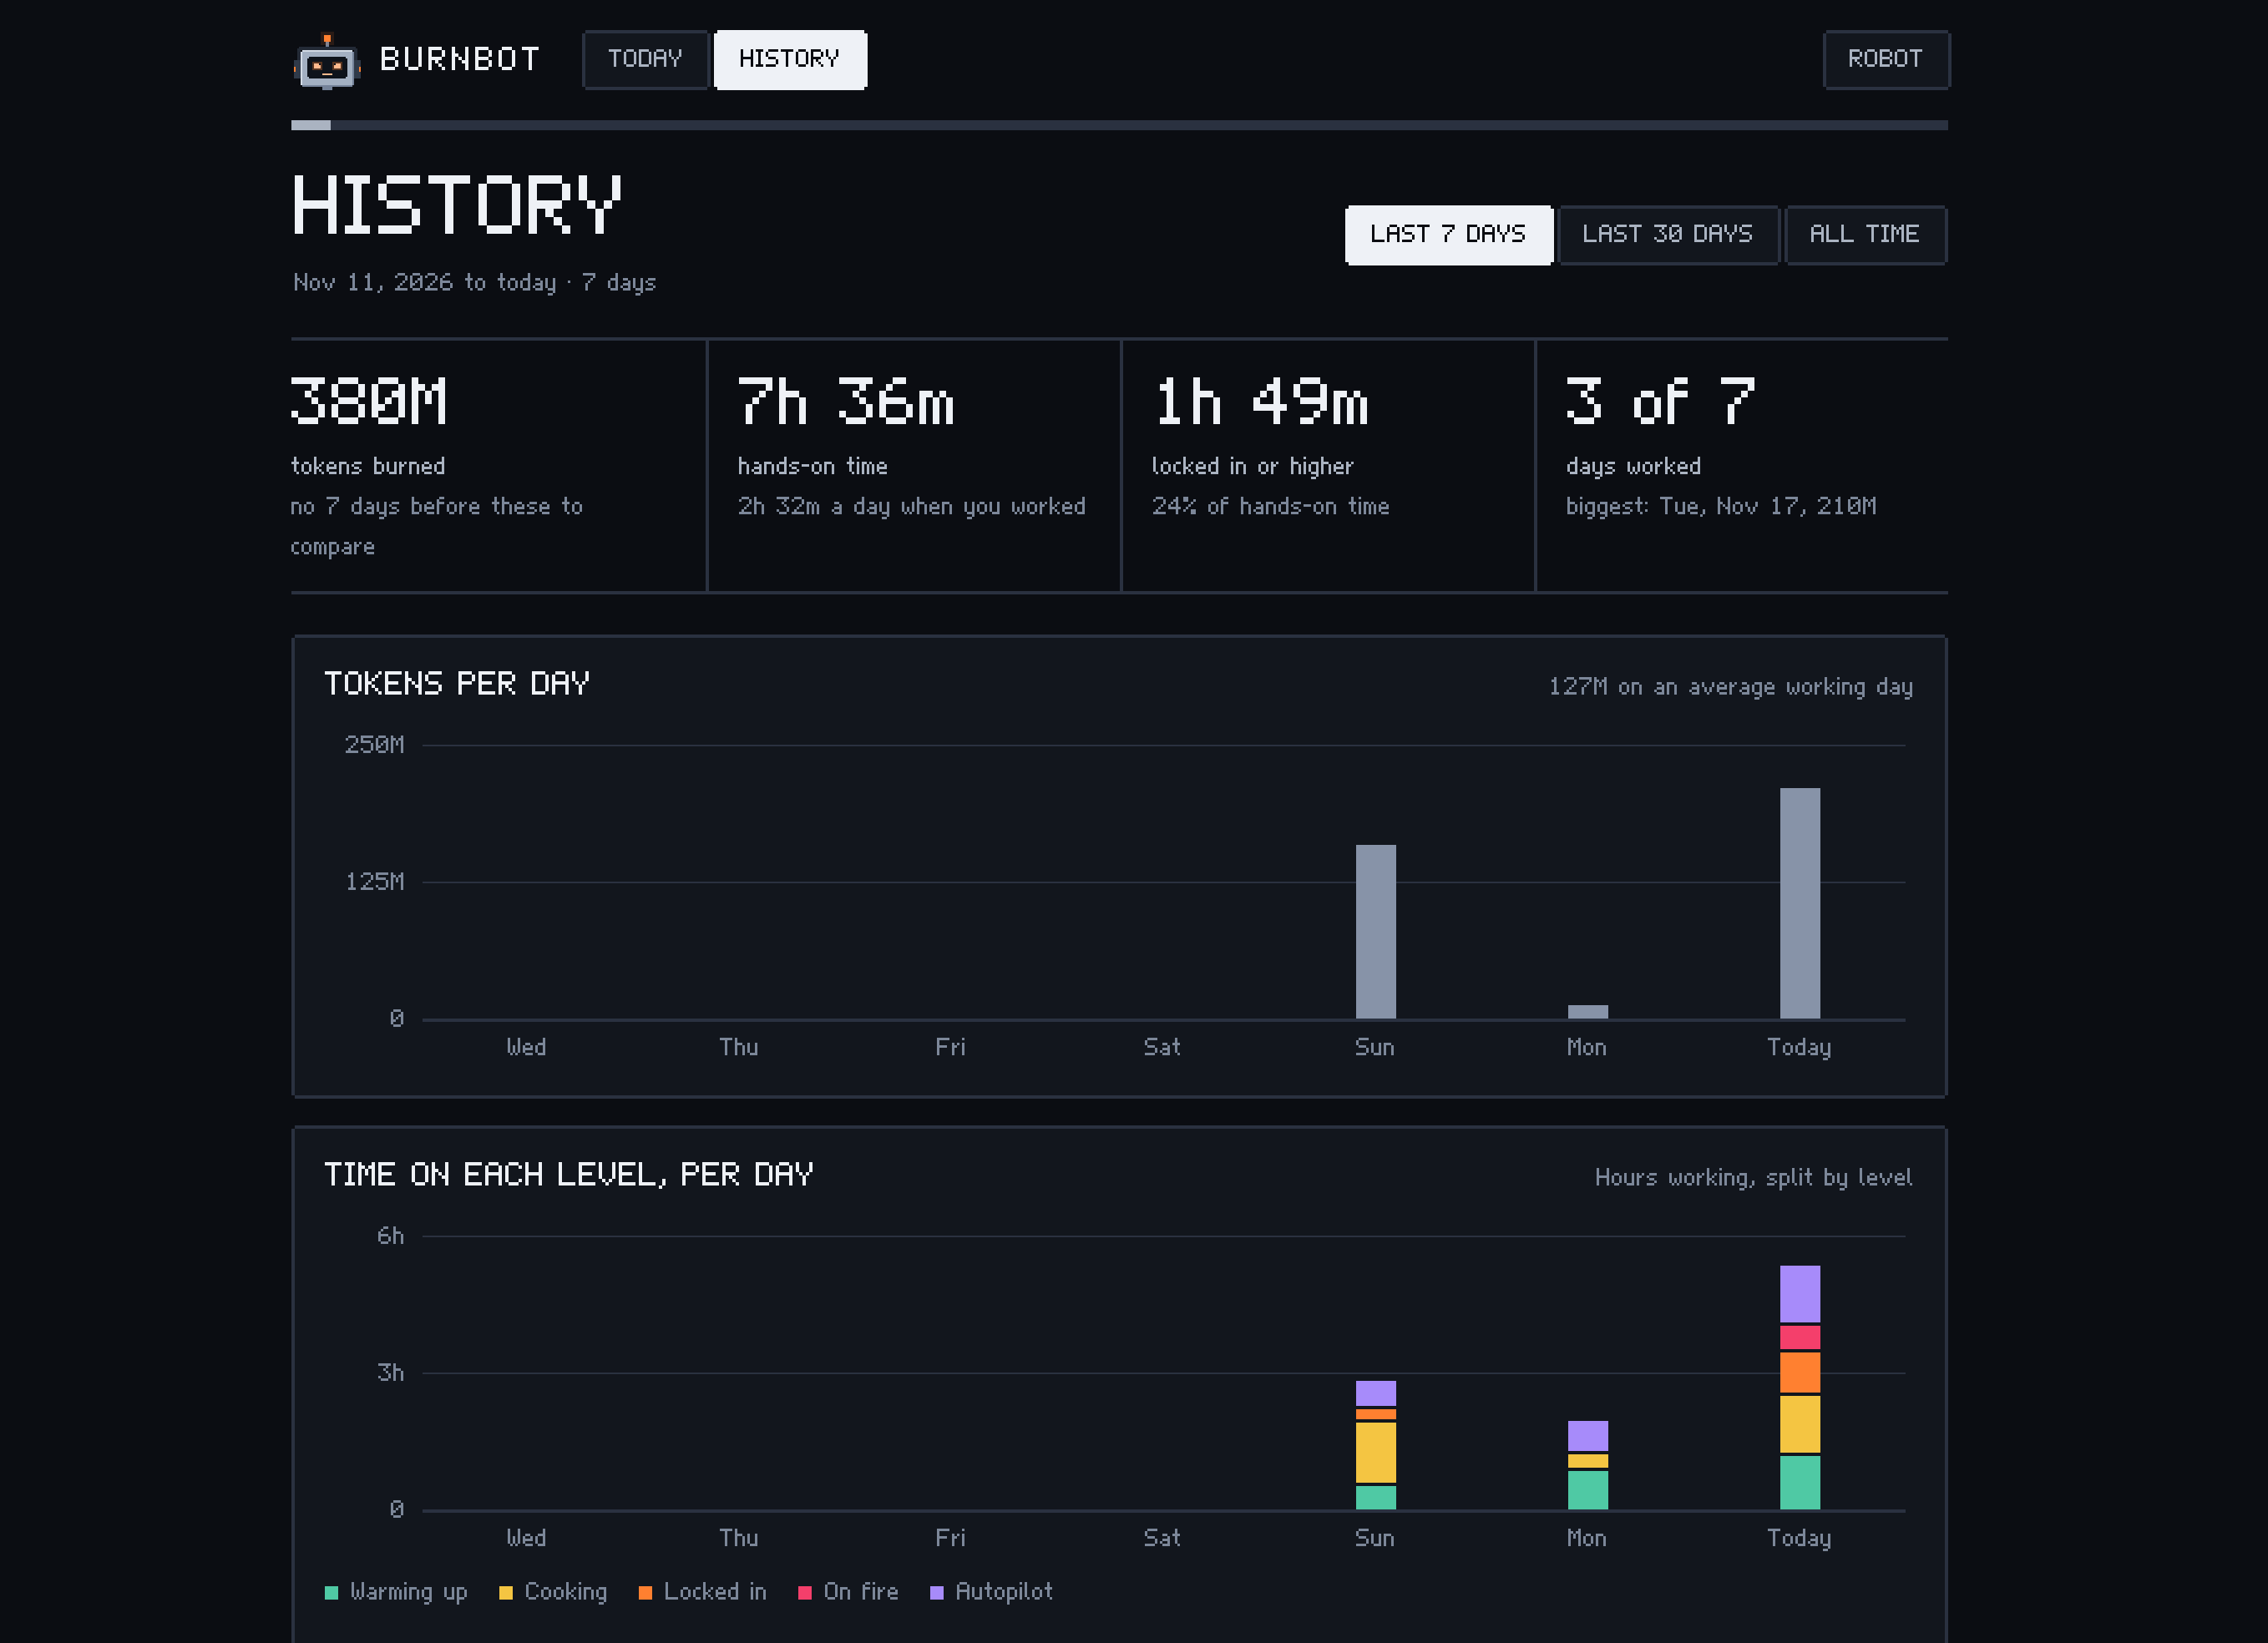 BURNBOT TODAY HISTORY ROBOT
HISTORY
LAST 7 DAYS LAST 30 DAYS ALL TIME
Nov 11, 2026 to today · 7 days
380M
tokens burned
no 7 days before these to
compare
7h 36m
hands-on time
2h 32m a day when you worked
1h 49m
locked in or higher
24% of hands-on time
3 of 7
days worked
biggest: Tue, Nov 17, 210M
TOKENS PER DAY
127M on an average working day
250M
125M
0
Wed Thu Fri Sat Sun Mon Today
TIME ON EACH LEVEL, PER DAY
Hours working, split by level
6h
3h
0
Wed Thu Fri Sat Sun Mon Today
Warming up Cooking Locked in On fire Autopilot